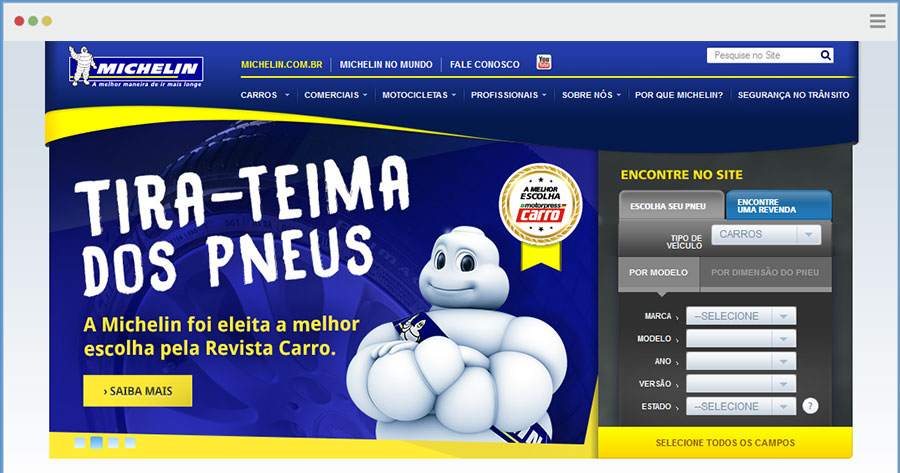 MICHELIN
A melhor maneira de ir mais longe
MICHELIN.COM.BR
MICHELIN NO MUNDO
FALE CONOSCO
You Tube
Pesquise no Site
CARROS
COMERCIAIS
MOTOCICLETAS
PROFISSIONAIS
SOBRE NÓS
POR QUE MICHELIN?
SEGURANÇA NO TRÂNSITO
TIRA-TEIMA
DOS PNEUS
A Michelin foi eleita a melhor
escolha pela Revista Carro.
› SAIBA MAIS
A MELHOR
ESCOLHA
motorpress
carro
ENCONTRE NO SITE
ESCOLHA SEU PNEU
ENCONTRE
UMA REVENDA
TIPO DE
VEÍCULO
CARROS
POR MODELO
POR DIMENSÃO DO PNEU
MARCA ›
--SELECIONE
MODELO ›
ANO ›
VERSÃO ›
ESTADO ›
--SELECIONE
?
SELECIONE TODOS OS CAMPOS